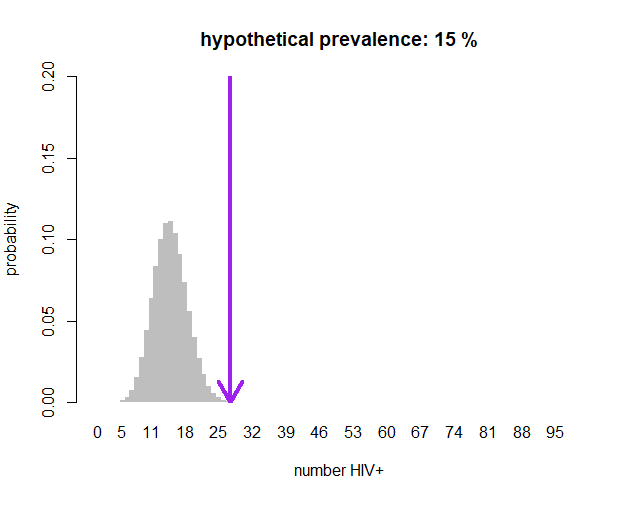 hypothetical prevalence: 15 %
0.20
0.15
0.10
0.05
0.00
probability
0 5 11 18 25 32 39 46 53 60 67 74 81 88 95
number HIV+